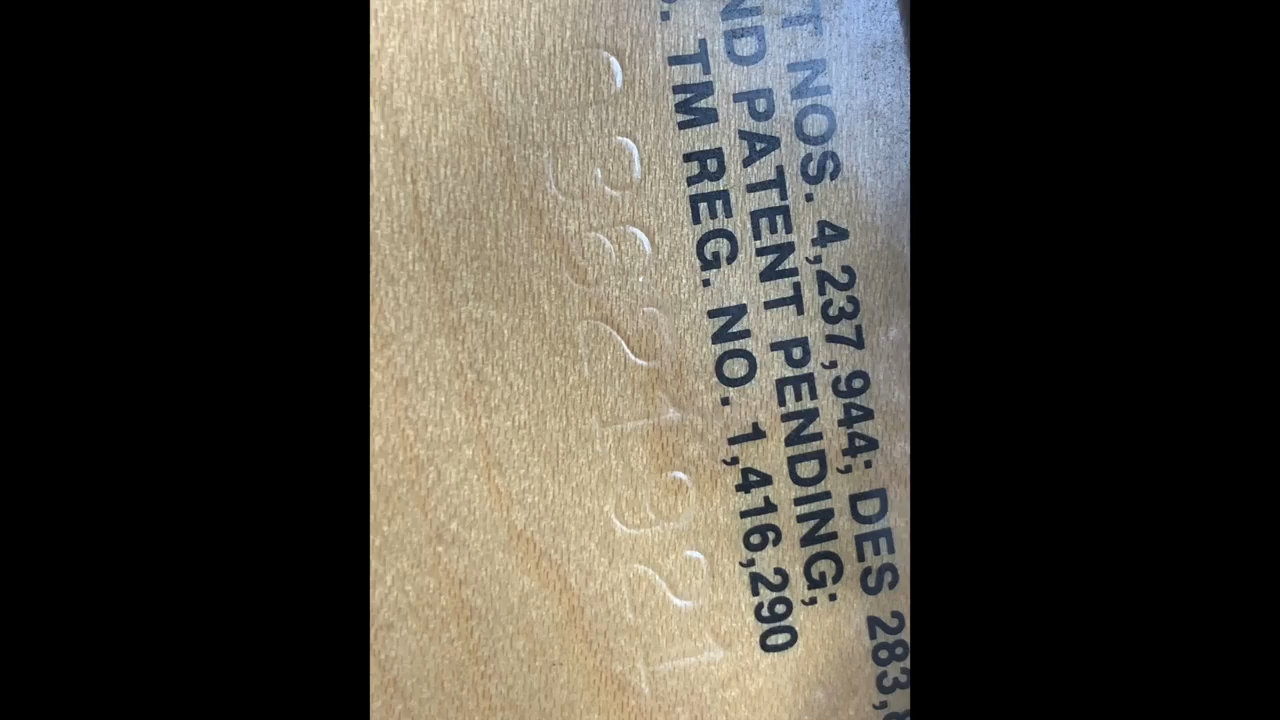 T NOS. 4,237,944; DES 283,
ND PATENT PENDING;
TM REG. NO. 1,416,290